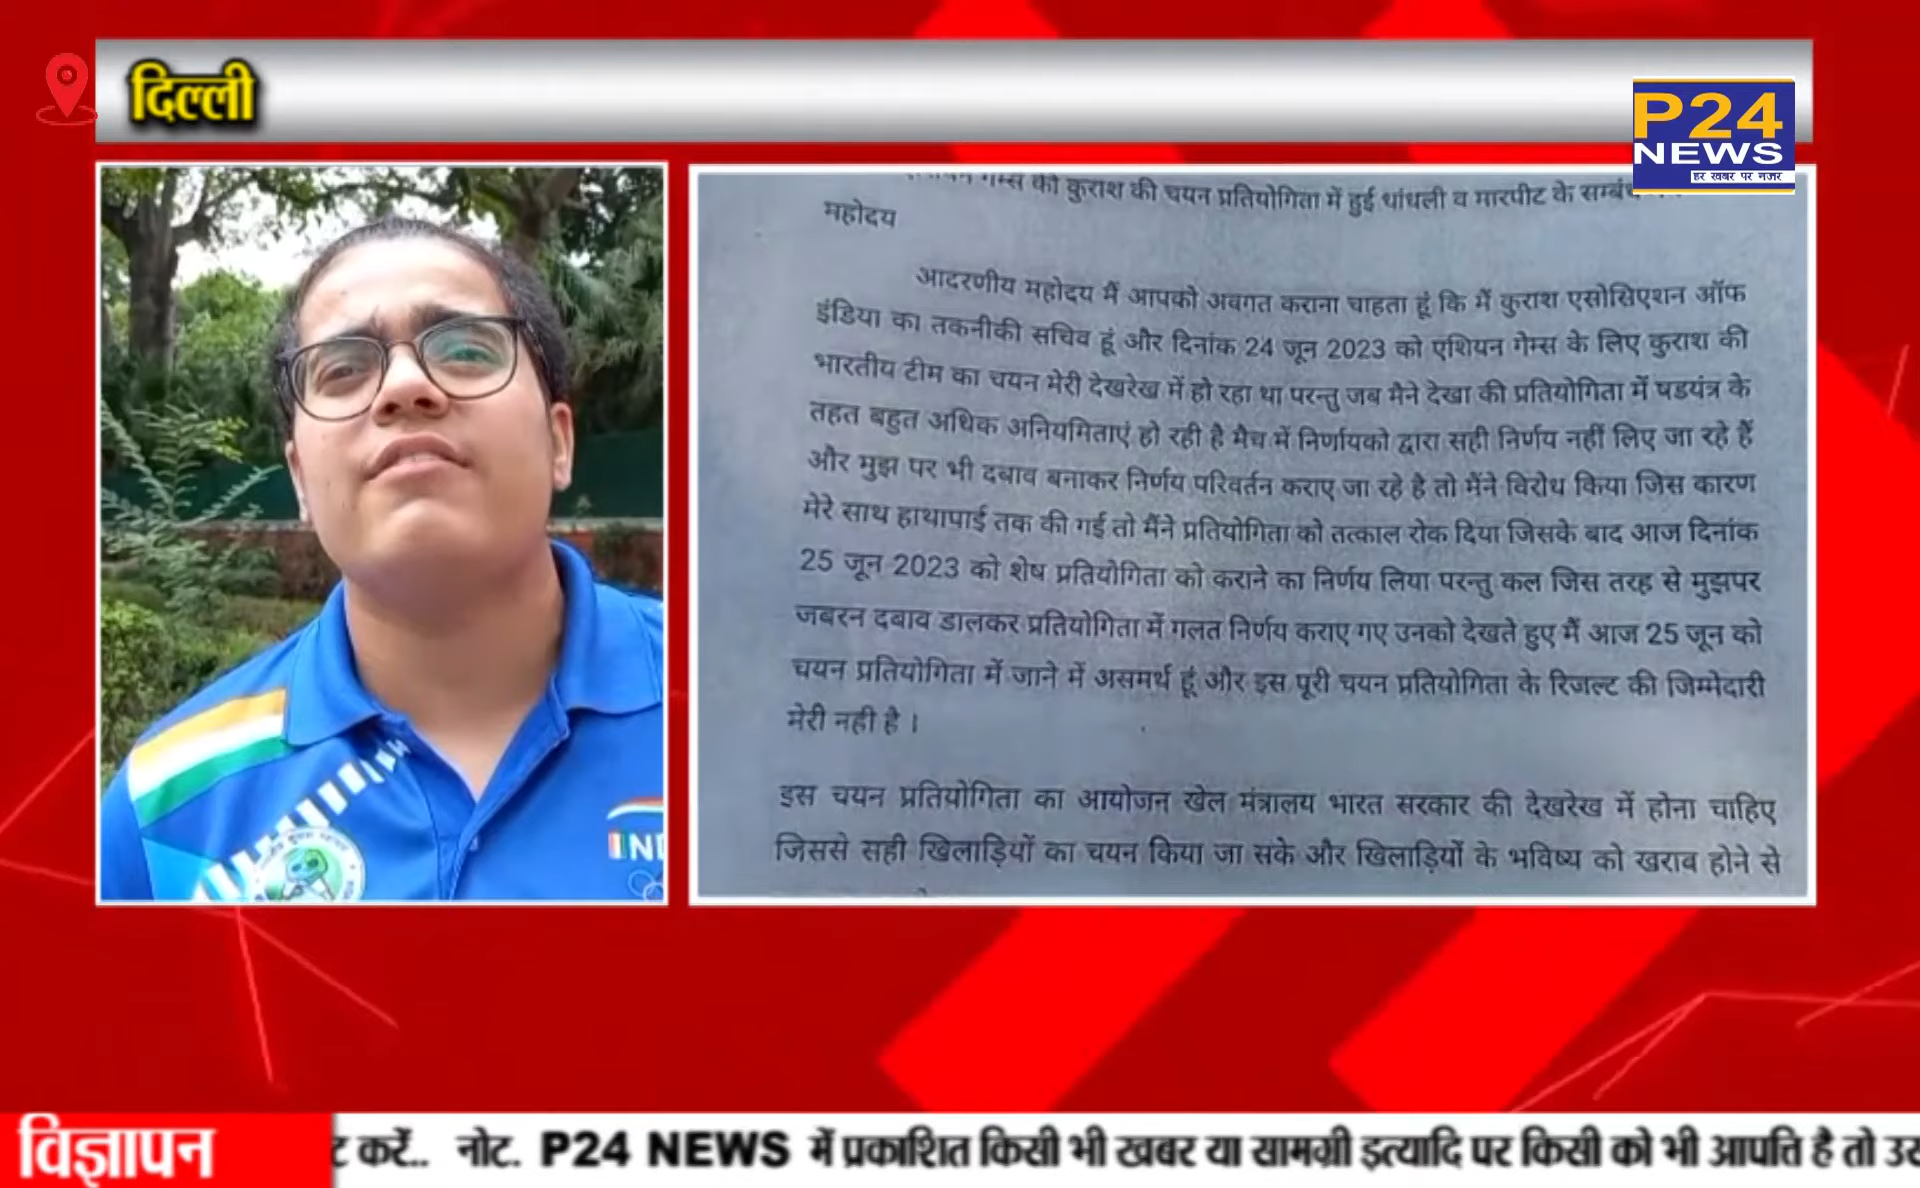 दिल्ली
P24
NEWS
हर खबर पर नजर
गेम्स की कुराश की चयन प्रतियोगिता में हुई धांधली व मारपीट के
महोदय
आदरणीय महोदय मैं आपको अवगत कराना चाहता हूं कि मैं कुराश एसोसिएशन ऑफ
इंडिया का तकनीकी सचिव हूं और दिनांक 24 जून 2023 को एशियन गेम्स के लिए कुराश की
भारतीय टीम का चयन मेरी देखरेख में हो रहा था परन्तु जब मैने देखा की प्रतियोगिता में षडयंत्र के
तहत बहुत अधिक अनियमिताएं हो रही है मैच में निर्णायको द्वारा सही निर्णय नहीं लिए जा रहे हैं
और मुझ पर भी दबाव बनाकर निर्णय परिवर्तन कराए जा रहे है तो मेंने विरोध किया जिस कारण
मेरे साथ हाथापाई तक की गई तो मैंने प्रतियोगिता को तत्काल रोक दिया जिसके बाद आज दिनांक
25 जून 2023 को शेष प्रतियोगिता को कराने का निर्णय लिया परन्तु कल जिस तरह से मुझपर
जबरन दबाव डालकर प्रतियोगिता में गलत निर्णय कराए गए उनको देखते हुए मैं आज 25 जून को
चयन प्रतियोगिता में जाने में असमर्थ हूं और इस पूरी चयन प्रतियोगिता के रिजल्ट की जिम्मेदारी
मेरी नही है ।
इस चयन प्रतियोगिता का आयोजन खेल मंत्रालय भारत सरकार की देखरेख में होना चाहिए
जिससे सही खिलाड़ियों का चयन किया जा सके और खिलाड़ियों के भविष्य को खराब होने से
विज्ञापन
करें.. नोट. P24 NEWS में प्रकाशित किसी भी खबर या सामग्री इत्यादि पर किसी को भी आपत्ति है तो